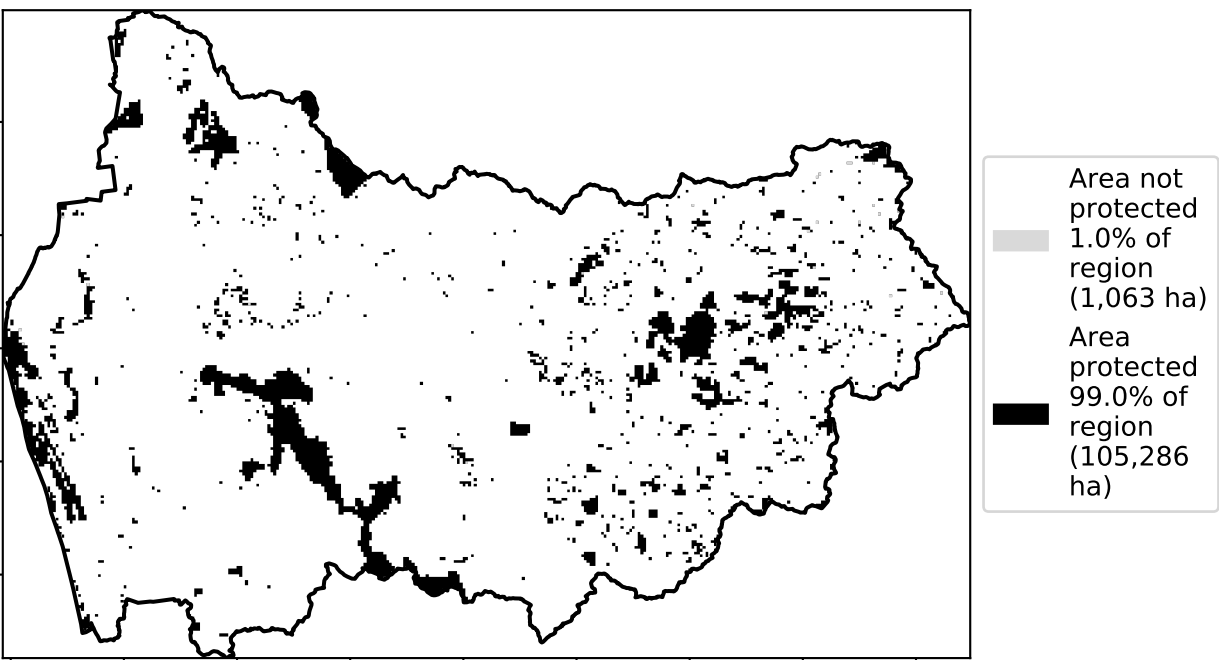 Area not
protected
1.0% of
region
(1,063 ha)
Area
protected
99.0% of
region
(105,286
ha)